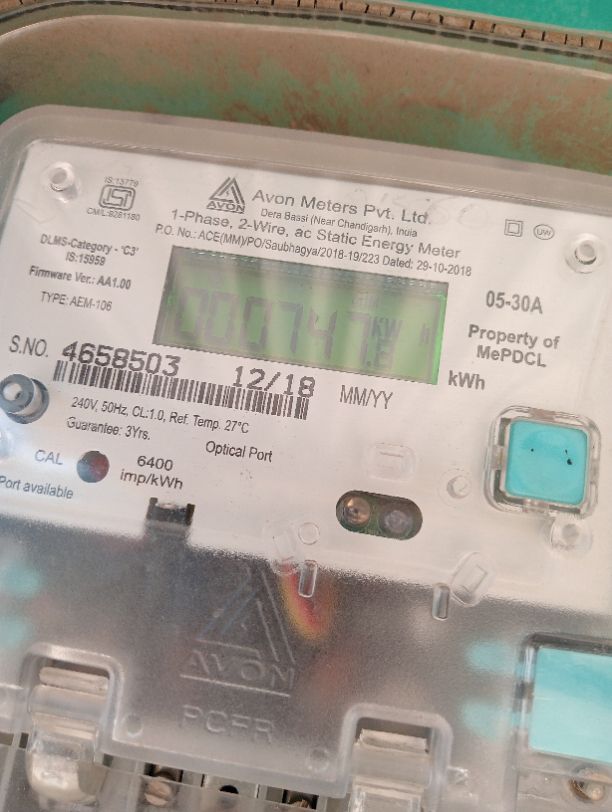 IS:13779
ISI
CM/L:8281180
AVON
Avon Meters Pvt. Ltd.
Dera Bassi (Near Chandigarh), India
1-Phase, 2-Wire, ac Static Energy Meter
P.O. No.: ACE(MM)/PO/Saubhagya/2018-19/223 Dated: 29-10-2018
UW
DLMS-Category - 'C3'
IS:15959
Firmware Ver.: AA1.00
TYPE: AEM-106
000747
05-30A
Property of
MePDCL
kWh
S.NO. 4658503 12/18 MM/YY
240V, 50Hz, CL:1.0, Ref. Temp. 27°C
Guarantee: 3Yrs.
Optical Port
CAL
6400
imp/kWh
Port available
AVON
PCFR